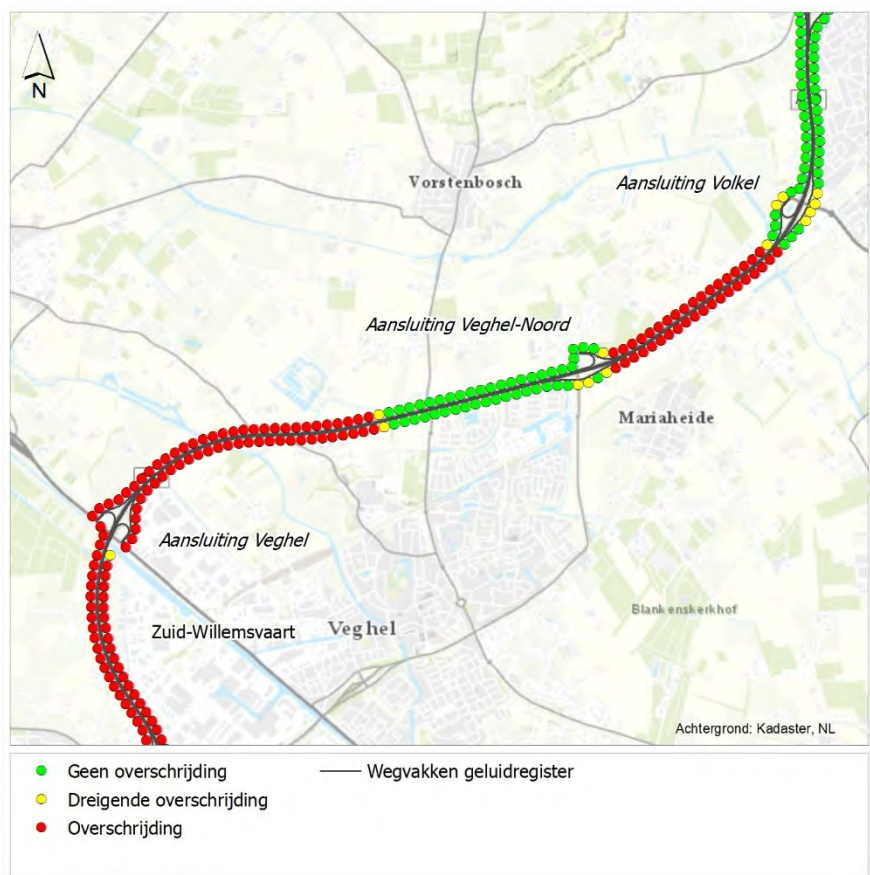 N
Vorstenbosch
Aansluiting Volkel
Aansluiting Veghel-Noord
Mariaheide
Aansluiting Veghel
Blankenskerkhof
Zuid-Willemsvaart
Veghel
Achtergrond: Kadaster, NL
Geen overschrijding
Wegvakken geluidregister
Dreigende overschrijding
Overschrijding